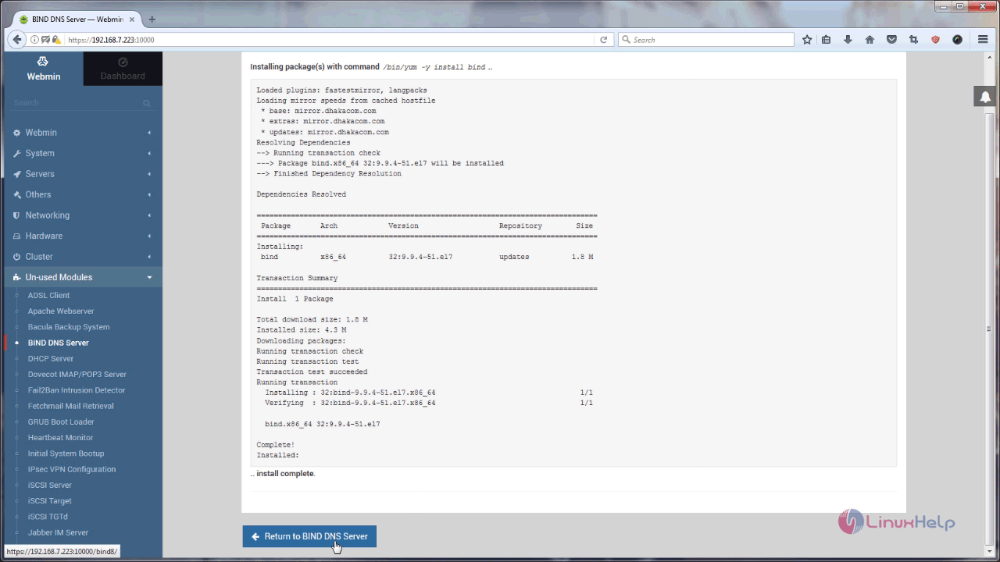 BIND DNS Server — Webmin
https://192.168.7.223:10000
Search
Webmin
Dashboard
Search
Webmin
System
Servers
Others
Networking
Hardware
Cluster
Un-used Modules
ADSL Client
Apache Webserver
Bacula Backup System
BIND DNS Server
DHCP Server
Dovecot IMAP/POP3 Server
Fail2Ban Intrusion Detector
Fetchmail Mail Retrieval
GRUB Boot Loader
Heartbeat Monitor
Initial System Bootup
IPsec VPN Configuration
iSCSI Server
iSCSI Target
iSCSI TGTd
Jabber IM Server
https://192.168.7.223:10000/bind8/
Installing package(s) with command /bin/yum -y install bind ..
Loaded plugins: fastestmirror, langpacks
Loading mirror speeds from cached hostfile
* base: mirror.dhakacom.com
* extras: mirror.dhakacom.com
* updates: mirror.dhakacom.com
Resolving Dependencies
--> Running transaction check
---> Package bind.x86_64 32:9.9.4-51.el7 will be installed
--> Finished Dependency Resolution
Dependencies Resolved
================================================================================
Package Arch Version Repository Size
================================================================================
Installing:
bind x86_64 32:9.9.4-51.el7 updates 1.8 M
Transaction Summary
================================================================================
Install 1 Package
Total download size: 1.8 M
Installed size: 4.3 M
Downloading packages:
Running transaction check
Running transaction test
Transaction test succeeded
Running transaction
Installing : 32:bind-9.9.4-51.el7.x86_64 1/1
Verifying : 32:bind-9.9.4-51.el7.x86_64 1/1
bind.x86_64 32:9.9.4-51.el7
Complete!
Installed:
.. install complete.
Return to BIND DNS Server
LinuxHelp